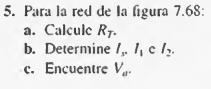 5. Para la red de la figura 7.68:
a. Calcule R_T.
b. Determine I_s, I_1 e I_2.
c. Encuentre V_a.